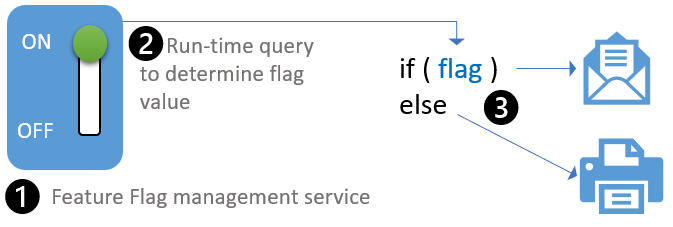 ON
OFF
2 Run-time query
to determine flag
value
if ( flag )
else
3
1 Feature Flag management service